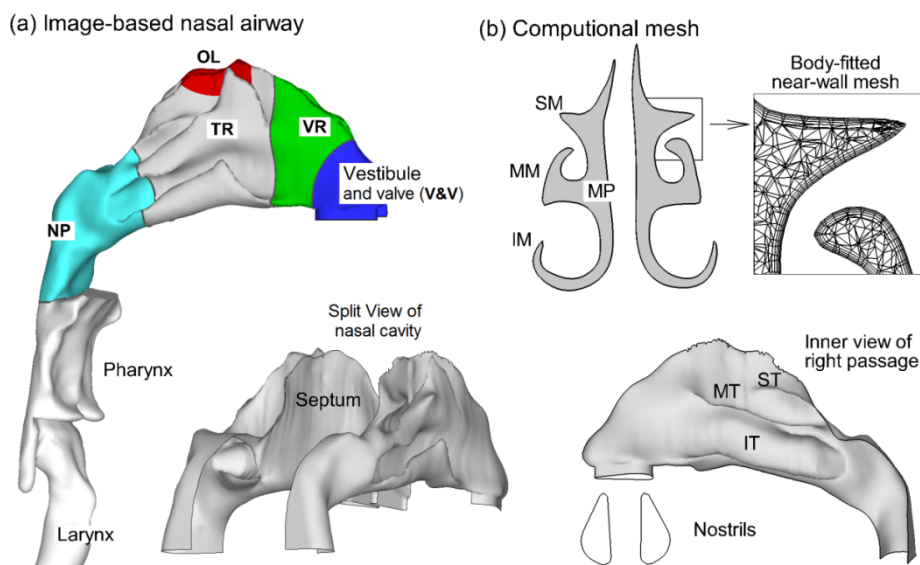 (a) Image-based nasal airway
OL
TR
VR
Vestibule
and valve (V&V)
NP
Pharynx
Larynx
Split View of
nasal cavity
Septum
(b) Computional mesh
SM
MM
MP
IM
Body-fitted
near-wall mesh
Inner view of
right passage
MT
ST
IT
Nostrils